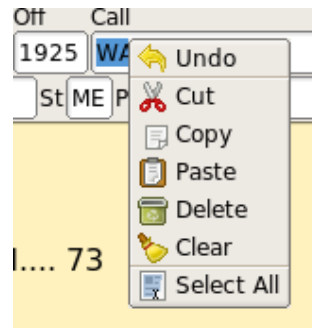 Off Call
1925 WA
Undo
St ME P
Cut
Copy
Paste
Delete
.... 73
Clear
Select All